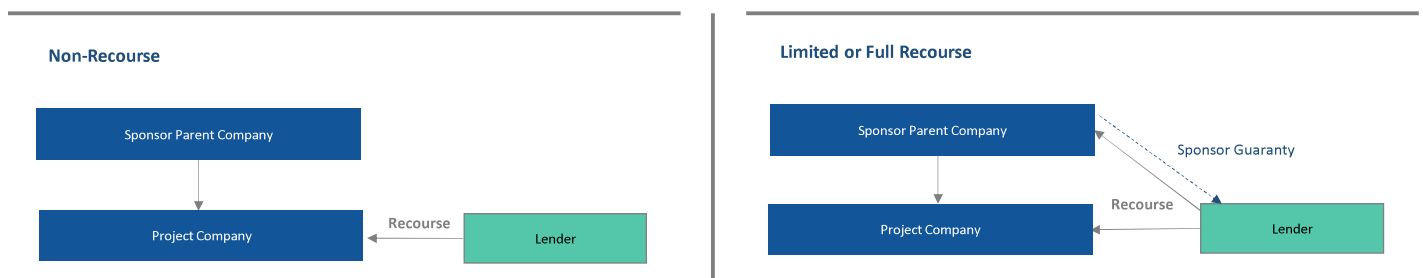 Non-Recourse
Sponsor Parent Company
Project Company
Recourse
Lender
Limited or Full Recourse
Sponsor Parent Company
Sponsor Guaranty
Recourse
Project Company
Lender